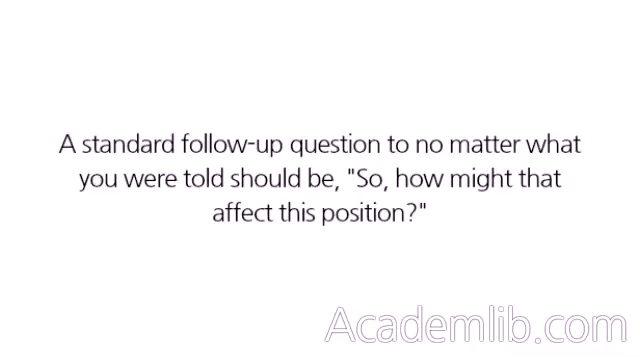 A standard follow-up question to no matter what
you were told should be, "So, how might that
affect this position?"
Academlib.com